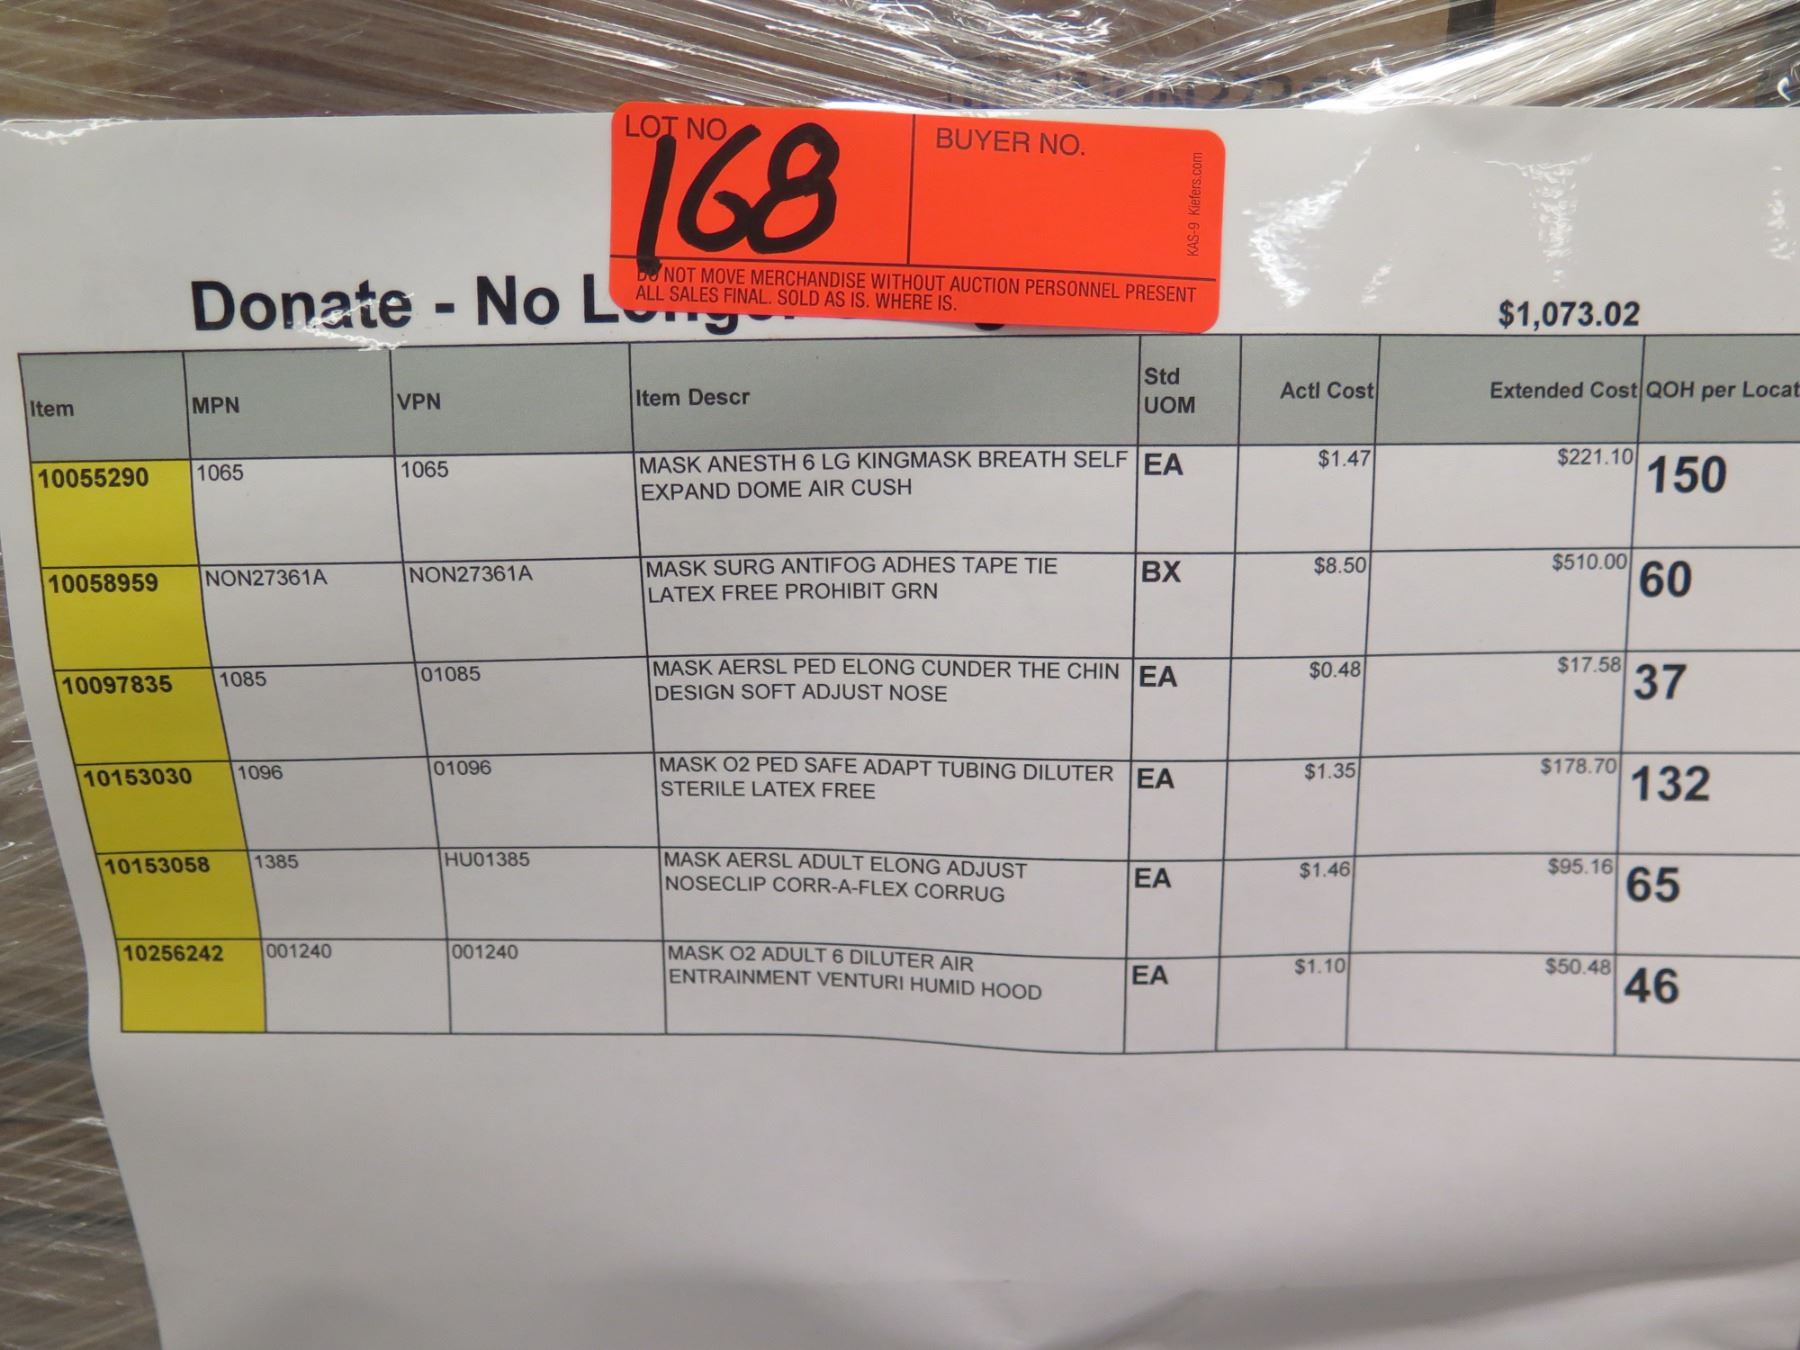 LOT NO.
168
BUYER NO.
KAS-9 Kiefers.com
DO NOT MOVE MERCHANDISE WITHOUT AUCTION PERSONNEL PRESENT
ALL SALES FINAL. SOLD AS IS. WHERE IS.
Donate - No Longer
$1,073.02
Item MPN VPN Item Descr Std UOM Actl Cost Extended Cost QOH per Locat
10055290 1065 1065 MASK ANESTH 6 LG KINGMASK BREATH SELF EA $1.47 $221.10 150
EXPAND DOME AIR CUSH
10058959 NON27361A NON27361A MASK SURG ANTIFOG ADHES TAPE TIE BX $8.50 $510.00 60
LATEX FREE PROHIBIT GRN
10097835 1085 01085 MASK AERSL PED ELONG CUNDER THE CHIN EA $0.48 $17.58 37
DESIGN SOFT ADJUST NOSE
10153030 1096 01096 MASK O2 PED SAFE ADAPT TUBING DILUTER EA $1.35 $178.70 132
STERILE LATEX FREE
10153058 1385 HU01385 MASK AERSL ADULT ELONG ADJUST EA $1.46 $95.16 65
NOSECLIP CORR-A-FLEX CORRUG
10256242 001240 001240 MASK O2 ADULT 6 DILUTER AIR EA $1.10 $50.48 46
ENTRAINMENT VENTURI HUMID HOOD